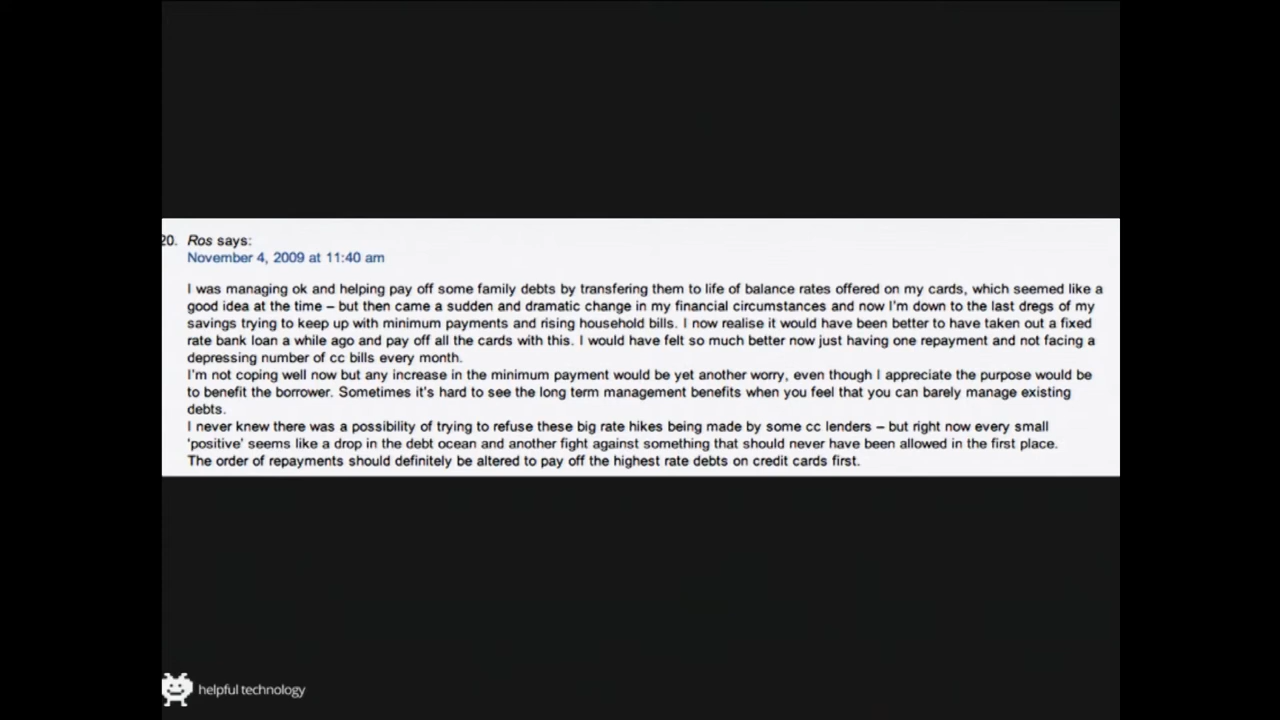 20. Ros says:
November 4, 2009 at 11:40 am
I was managing ok and helping pay off some family debts by transfering them to life of balance rates offered on my cards, which seemed like a
good idea at the time – but then came a sudden and dramatic change in my financial circumstances and now I'm down to the last dregs of my
savings trying to keep up with minimum payments and rising household bills. I now realise it would have been better to have taken out a fixed
rate bank loan a while ago and pay off all the cards with this. I would have felt so much better now just having one repayment and not facing a
depressing number of cc bills every month.
I'm not coping well now but any increase in the minimum payment would be yet another worry, even though I appreciate the purpose would be
to benefit the borrower. Sometimes it's hard to see the long term management benefits when you feel that you can barely manage existing
debts.
I never knew there was a possibility of trying to refuse these big rate hikes being made by some cc lenders – but right now every small
'positive' seems like a drop in the debt ocean and another fight against something that should never have been allowed in the first place.
The order of repayments should definitely be altered to pay off the highest rate debts on credit cards first.
helpful technology